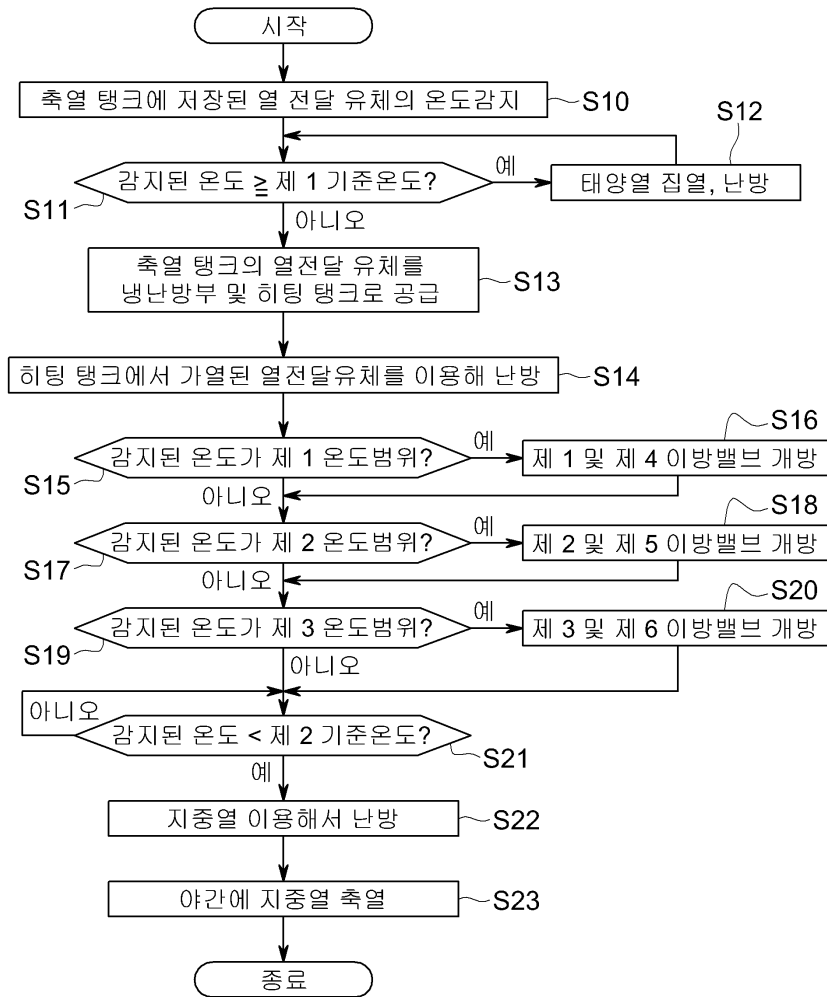 시작
축열 탱크에 저장된 열 전달 유체의 온도감지
S10
S12
감지된 온도 ≧ 제 1 기준온도?
예
태양열 집열, 난방
S11
아니오
축열 탱크의 열전달 유체를
냉난방부 및 히팅 탱크로 공급
S13
히팅 탱크에서 가열된 열전달유체를 이용해 난방
S14
S16
감지된 온도가 제 1 온도범위?
예
제 1 및 제 4 이방밸브 개방
S15
아니오
S18
감지된 온도가 제 2 온도범위?
예
제 2 및 제 5 이방밸브 개방
S17
아니오
S20
감지된 온도가 제 3 온도범위?
예
제 3 및 제 6 이방밸브 개방
S19
아니오
아니오
감지된 온도 < 제 2 기준온도?
S21
예
지중열 이용해서 난방
S22
야간에 지중열 축열
S23
종료